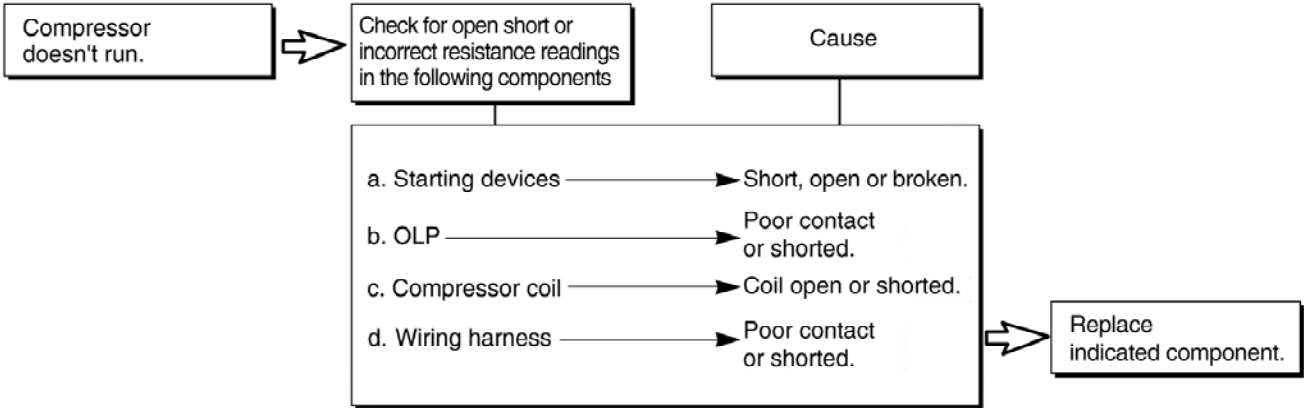 Compressor
doesn't run.
Check for open short or
incorrect resistance readings
in the following components
Cause
a. Starting devices
Short, open or broken.
b. OLP
Poor contact
or shorted.
c. Compressor coil
Coil open or shorted.
d. Wiring harness
Poor contact
or shorted.
Replace
indicated component.